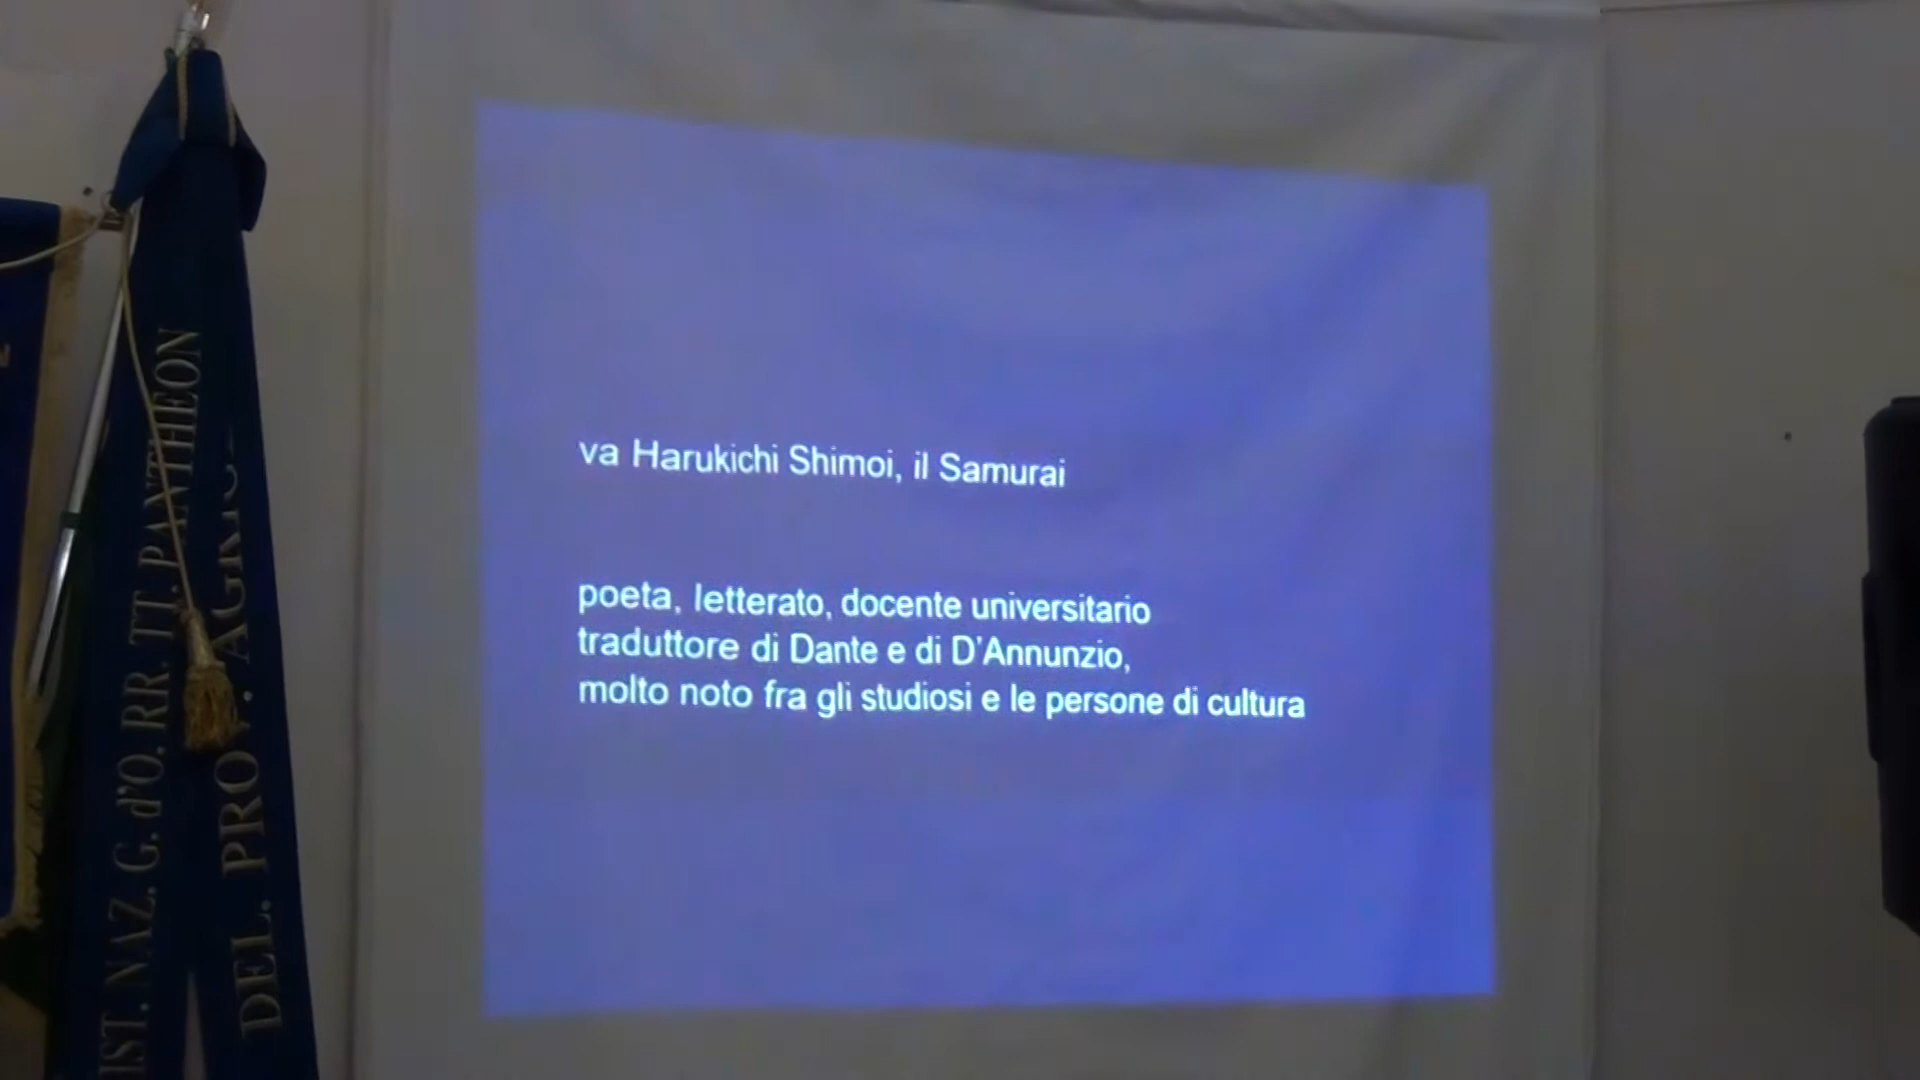 va Harukichi Shimoi, il Samurai
poeta, letterato, docente universitario
traduttore di Dante e di D'Annunzio,
molto noto fra gli studiosi e le persone di cultura
IST. NAZ. G. d'O. RR. TT. PANTHEON
DEL. PROV. AGRIG